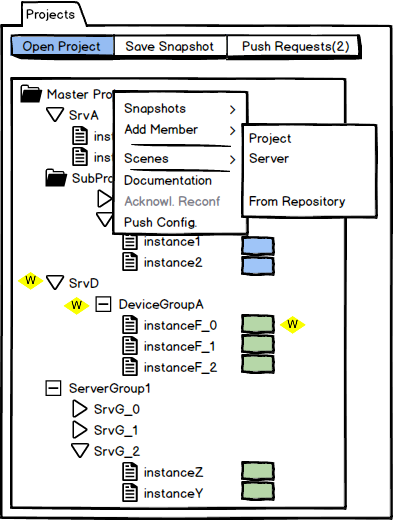 Projects
Open Project Save Snapshot Push Requests(2)
Master Pro
Snapshots
SrvA
Add Member
inst
Project
inst
Scenes
Server
SubPro
Documentation
Acknowl. Reconf
From Repository
Push Config.
instance1
instance2
W SrvD
W DeviceGroupA
instanceF_0 W
instanceF_1
instanceF_2
ServerGroup1
SrvG_0
SrvG_1
SrvG_2
instanceZ
instanceY